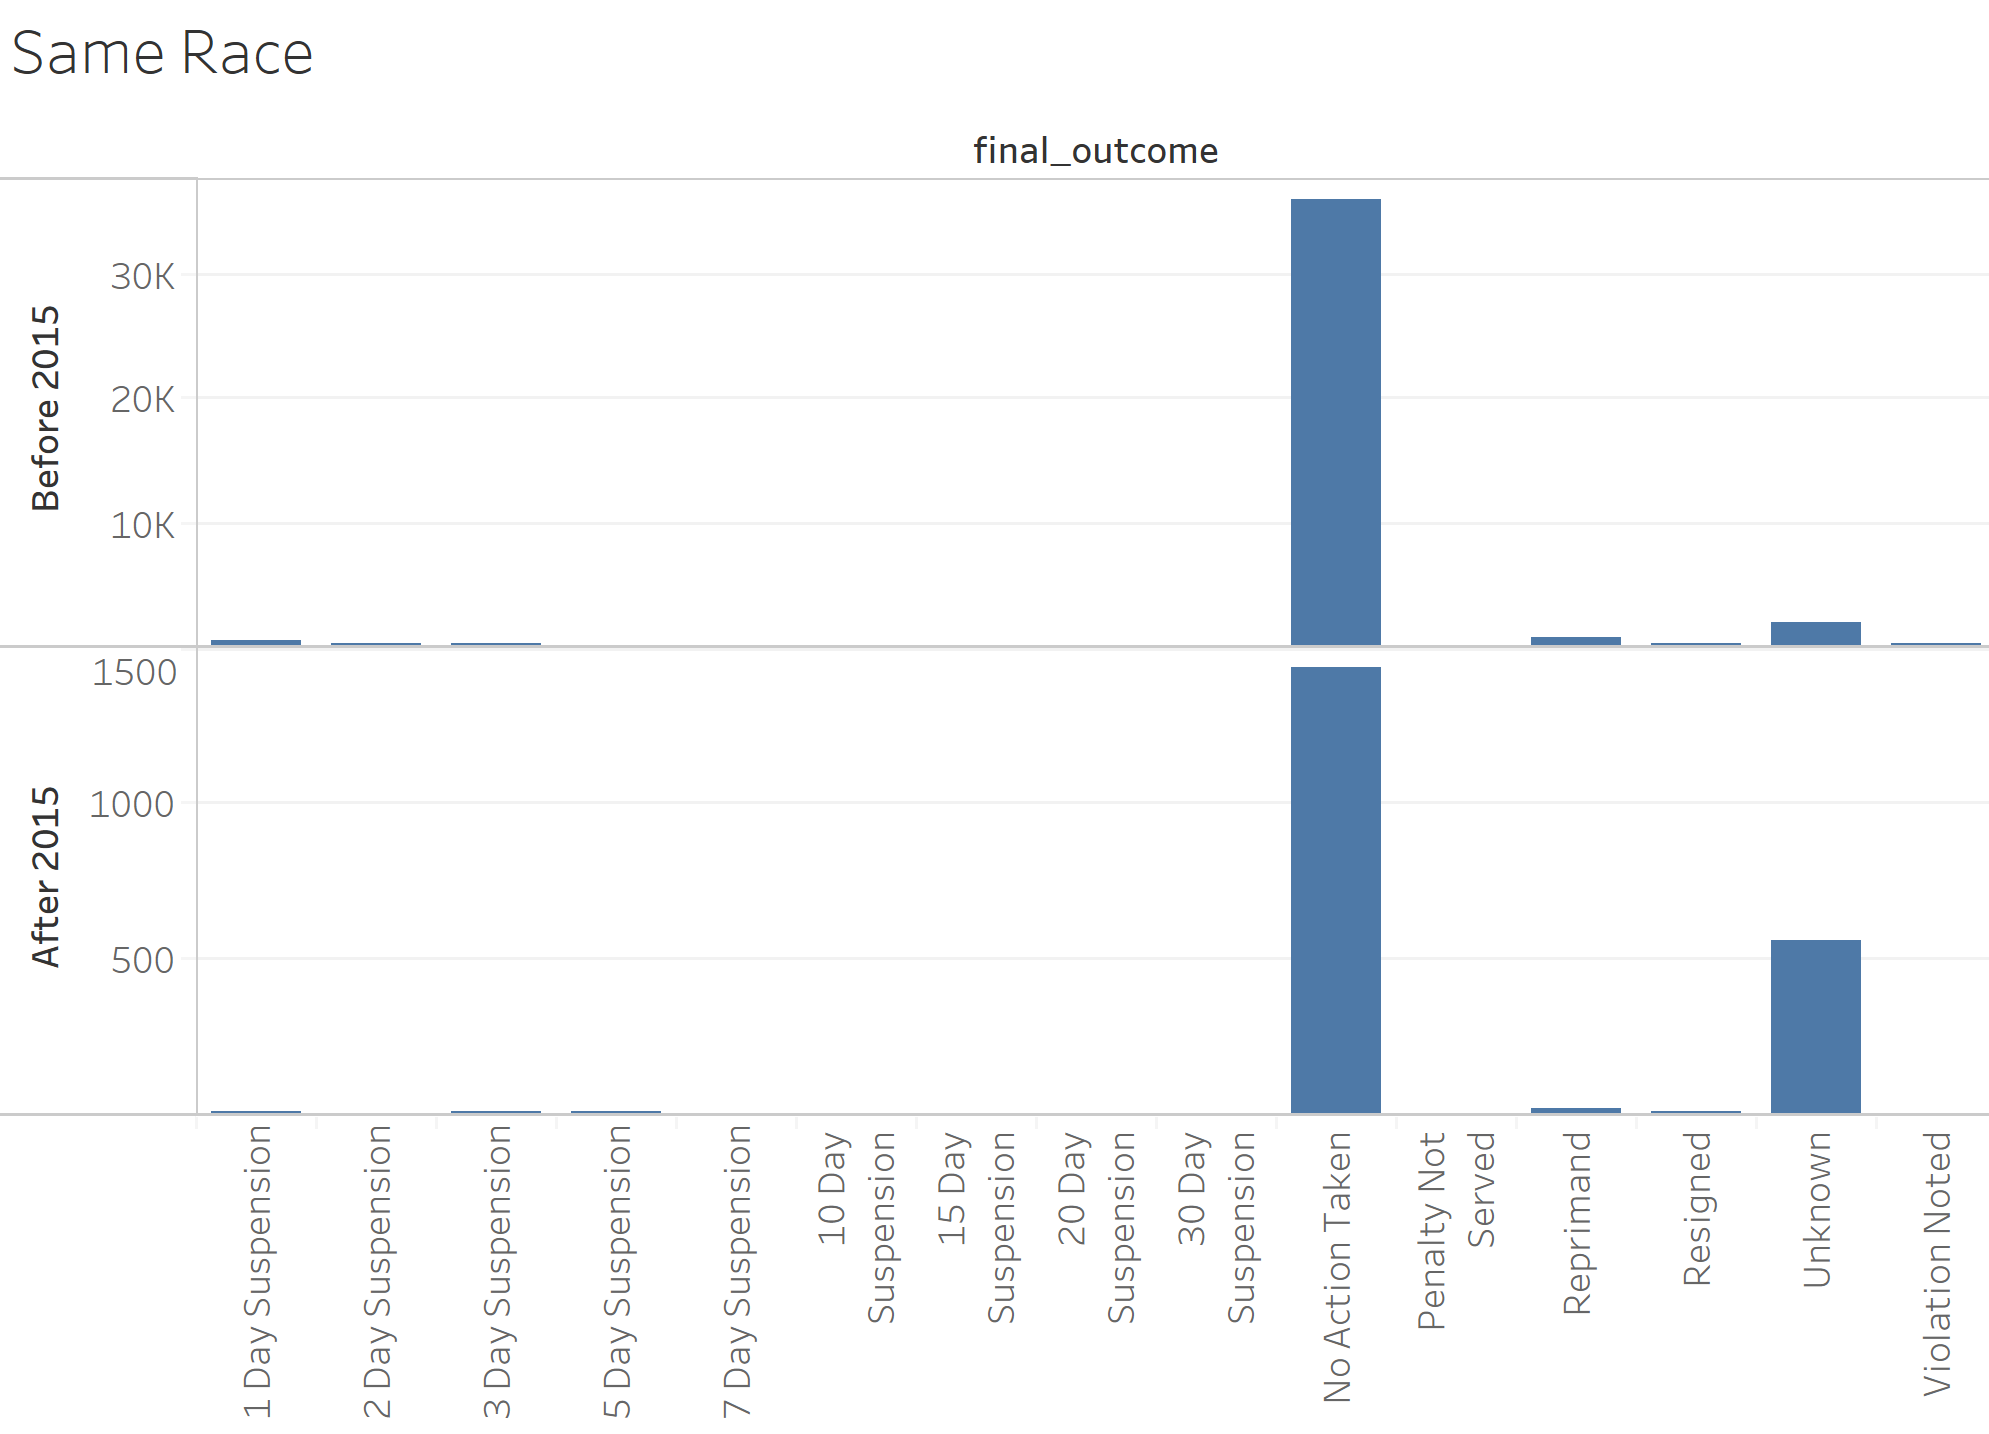 Same Race
final_outcome
Before 2015
30K
20K
10K
After 2015
1500
1000
500
1 Day Suspension
2 Day Suspension
3 Day Suspension
5 Day Suspension
7 Day Suspension
10 Day
Suspension
15 Day
Suspension
20 Day
Suspension
30 Day
Suspension
No Action Taken
Penalty Not
Served
Reprimand
Resigned
Unknown
Violation Noted